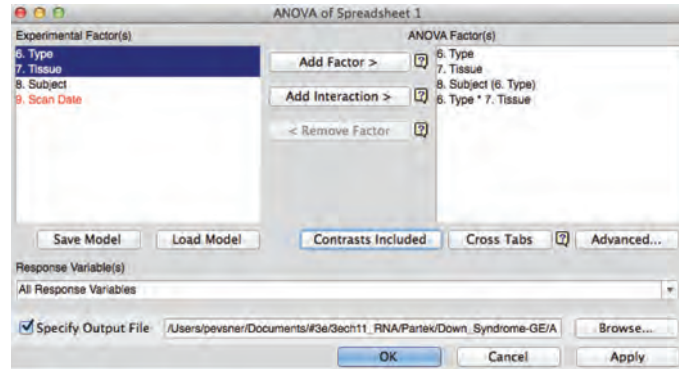 ANOVA of Spreadsheet 1
Experimental Factor(s)
6. Type
7. Tissue
8. Subject
9. Scan Date
Add Factor >
Add Interaction >
< Remove Factor
ANOVA Factor(s)
6. Type
7. Tissue
8. Subject (6. Type)
6. Type * 7. Tissue
Save Model
Load Model
Contrasts Included
Cross Tabs
Advanced...
Response Variable(s)
All Response Variables
Specify Output File
/Users/pevsner/Documents/#3e/3ech11_RNA/Partek/Down_Syndrome-GE/A
Browse...
OK
Cancel
Apply